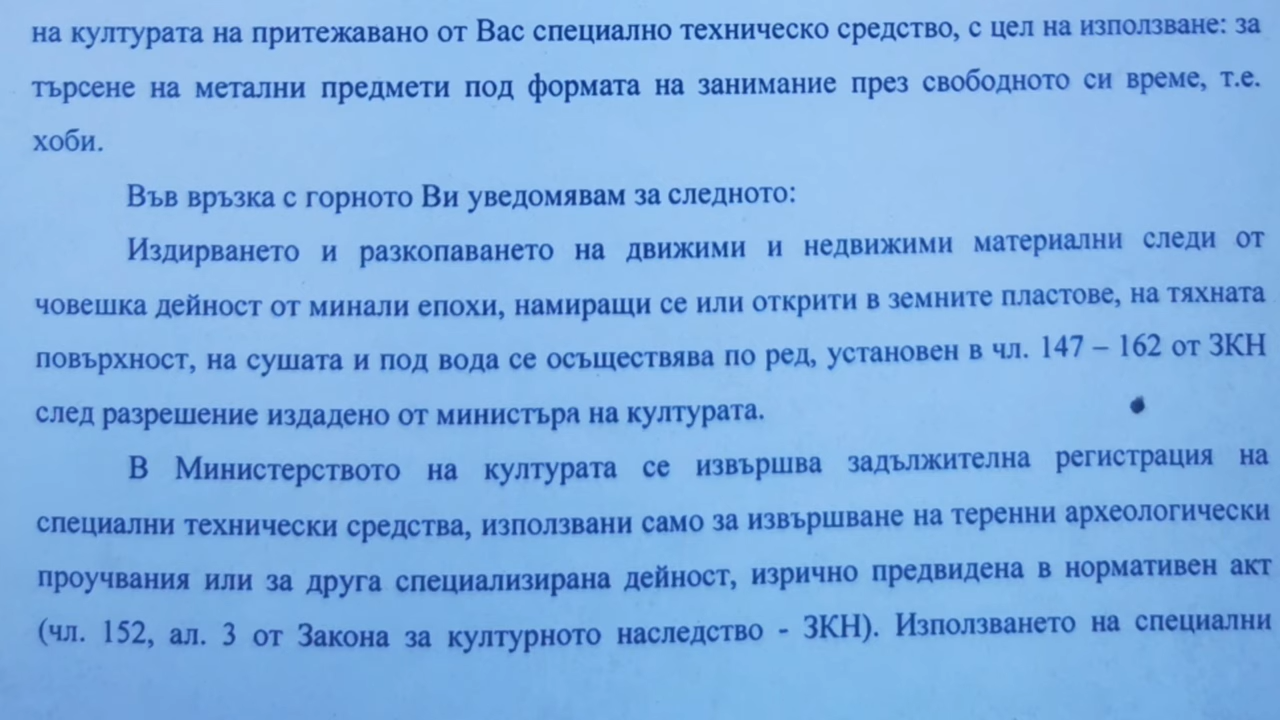 на културата на притежавано от Вас специално техническо средство, с цел на използване: за
търсене на метални предмети под формата на занимание през свободното си време, т.е.
хоби.
Във връзка с горното Ви уведомявам за следното:
Издирването и разкопаването на движими и недвижими материални следи от
човешка дейност от минали епохи, намиращи се или открити в земните пластове, на тяхната
повърхност, на сушата и под вода се осъществява по ред, установен в чл. 147 – 162 от ЗКН
след разрешение издадено от министъра на културата.
В Министерството на културата се извършва задължителна регистрация на
специални технически средства, използвани само за извършване на теренни археологически
проучвания или за друга специализирана дейност, изрично предвидена в нормативен акт
(чл. 152, ал. 3 от Закона за културното наследство - ЗКН). Използването на специални